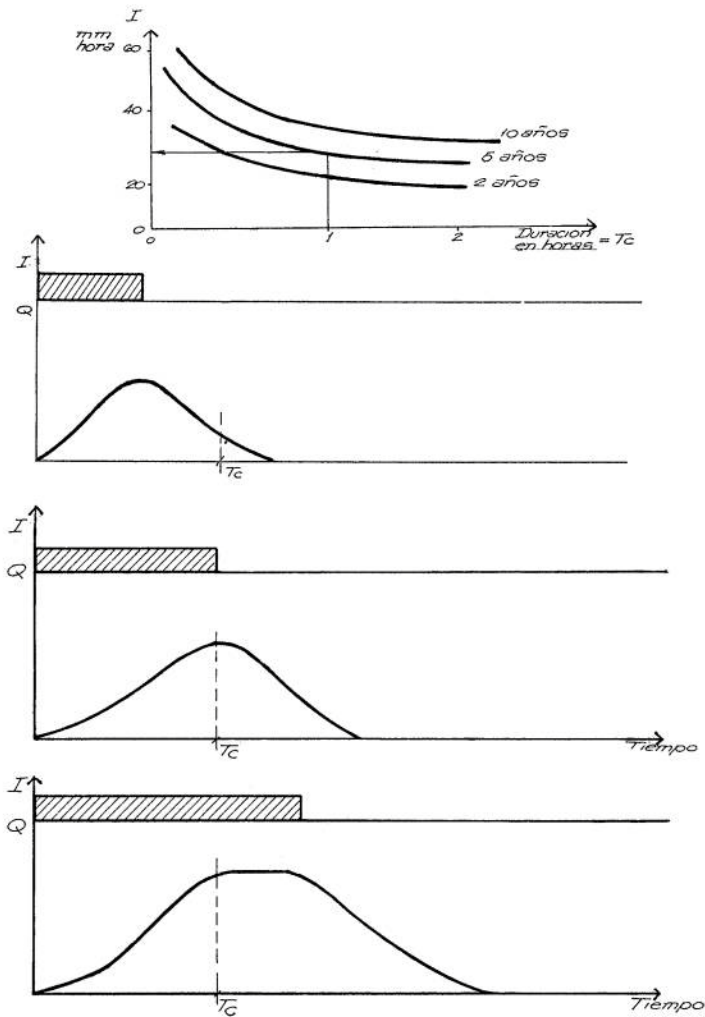 I
mm
hora
60
40
20
0
10 años
5 años
2 años
0 1 2
Duracion
en horas = Tc
I
Q
Tc
I
Q
Tc
Tiempo
I
Q
Tc
Tiempo